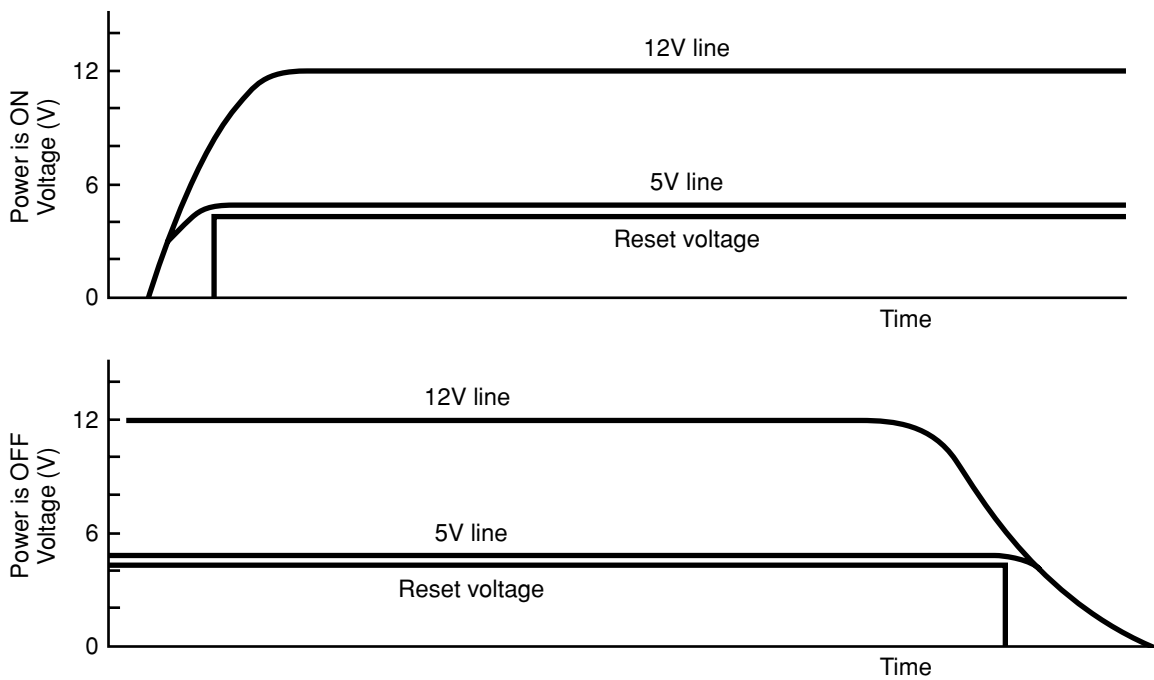 Power is ON
Voltage (V)
12
6
0
12V line
5V line
Reset voltage
Time
Power is OFF
Voltage (V)
12
6
0
12V line
5V line
Reset voltage
Time